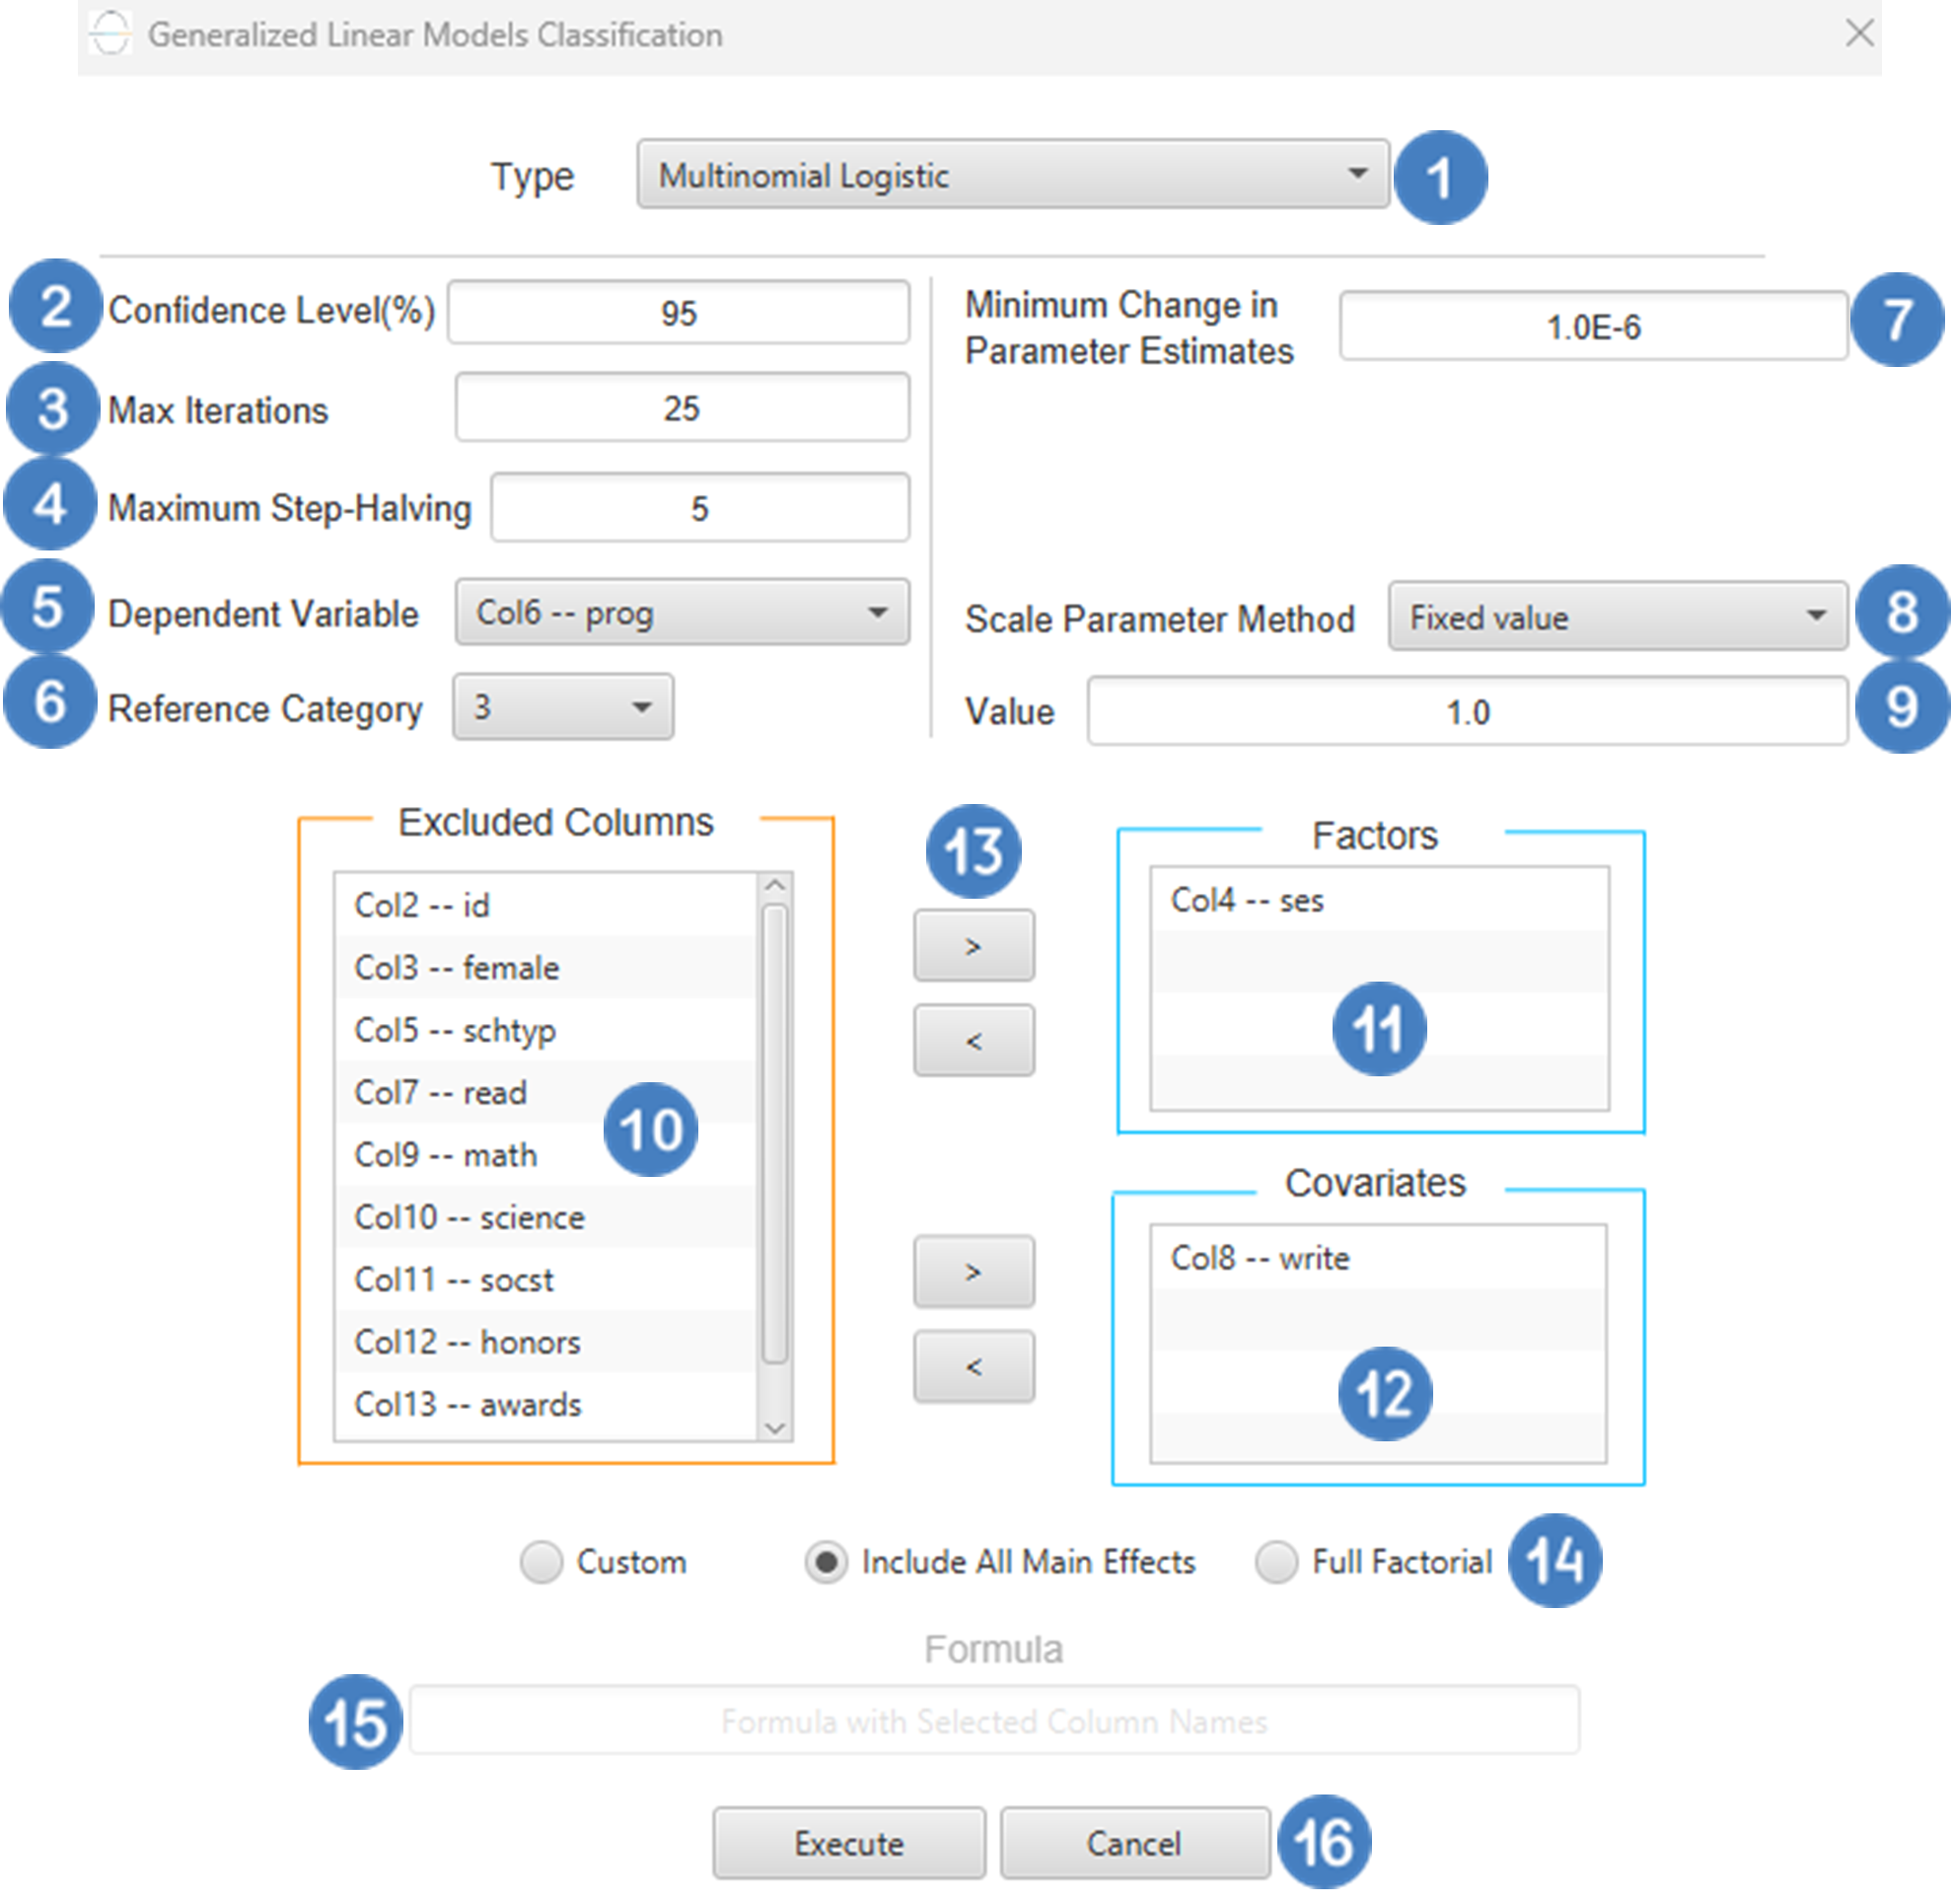 Generalized Linear Models Classification
Type Multinomial Logistic 1
2 Confidence Level(%) 95
Minimum Change in
Parameter Estimates
1.0E-6 7
3 Max Iterations 25
4 Maximum Step-Halving 5
5 Dependent Variable Col6 -- prog
Scale Parameter Method Fixed value 8
6 Reference Category 3
Value 1.0 9
Excluded Columns
Col2 -- id
Col3 -- female
Col5 -- schtyp
Col7 -- read
Col9 -- math
Col10 -- science
Col11 -- socst
Col12 -- honors
Col13 -- awards
10
13
>
<
>
<
Factors
Col4 -- ses
11
Covariates
Col8 -- write
12
Custom Include All Main Effects Full Factorial 14
Formula
15 Formula with Selected Column Names
Execute Cancel 16